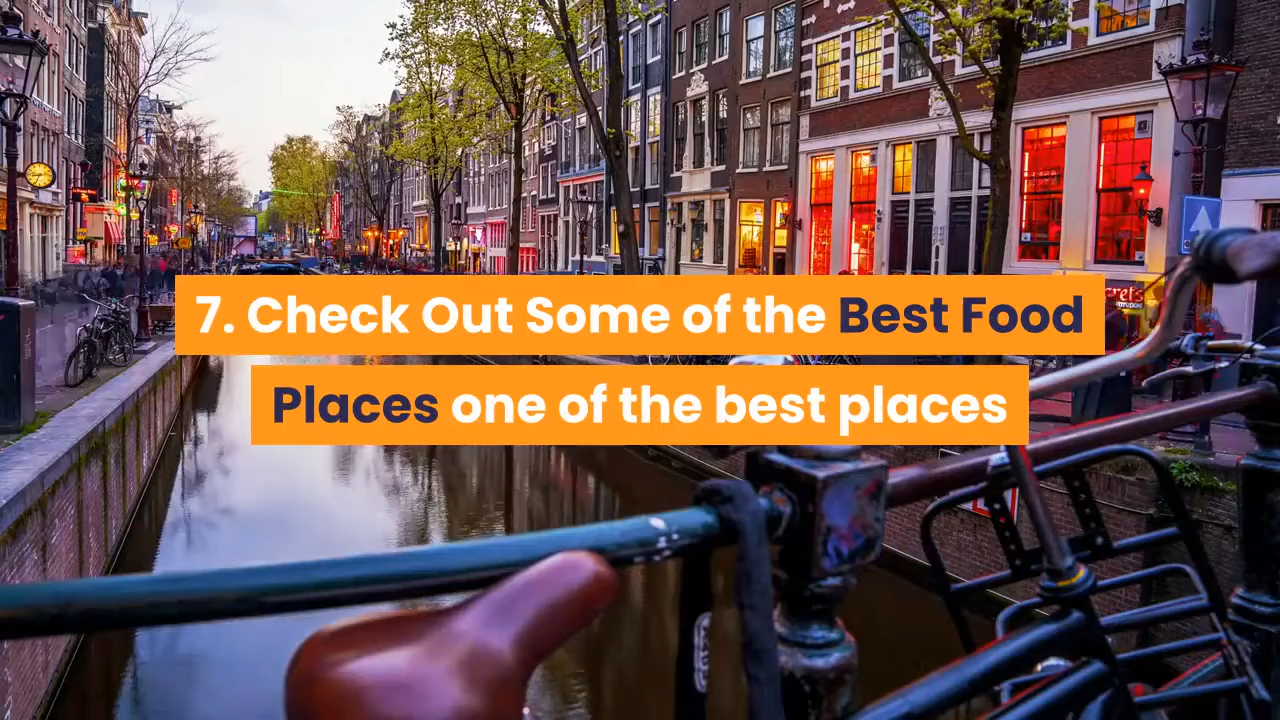 7. Check Out Some of the Best Food
Places one of the best places